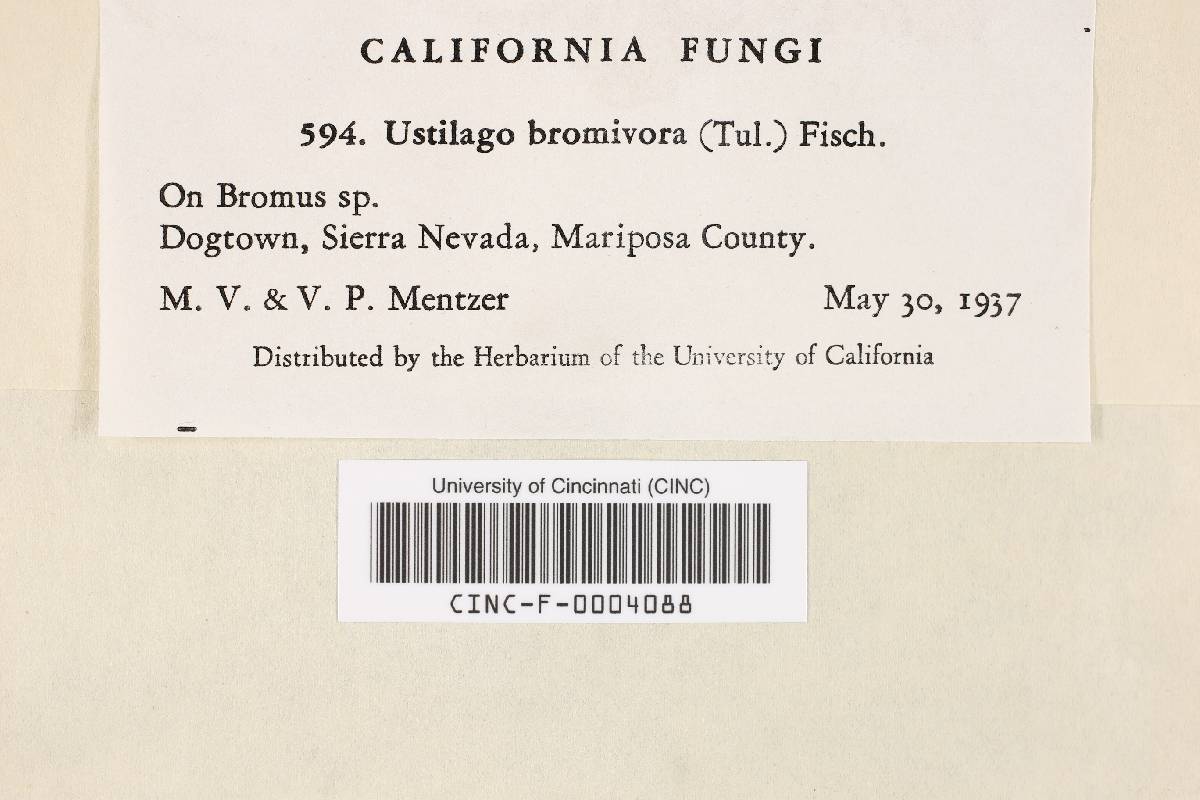 CALIFORNIA FUNGI
594. Ustilago bromivora (Tul.) Fisch.
On Bromus sp.
Dogtown, Sierra Nevada, Mariposa County.
M. V. & V. P. Mentzer May 30, 1937
Distributed by the Herbarium of the University of California
University of Cincinnati (CINC)
CINC-F-0004088